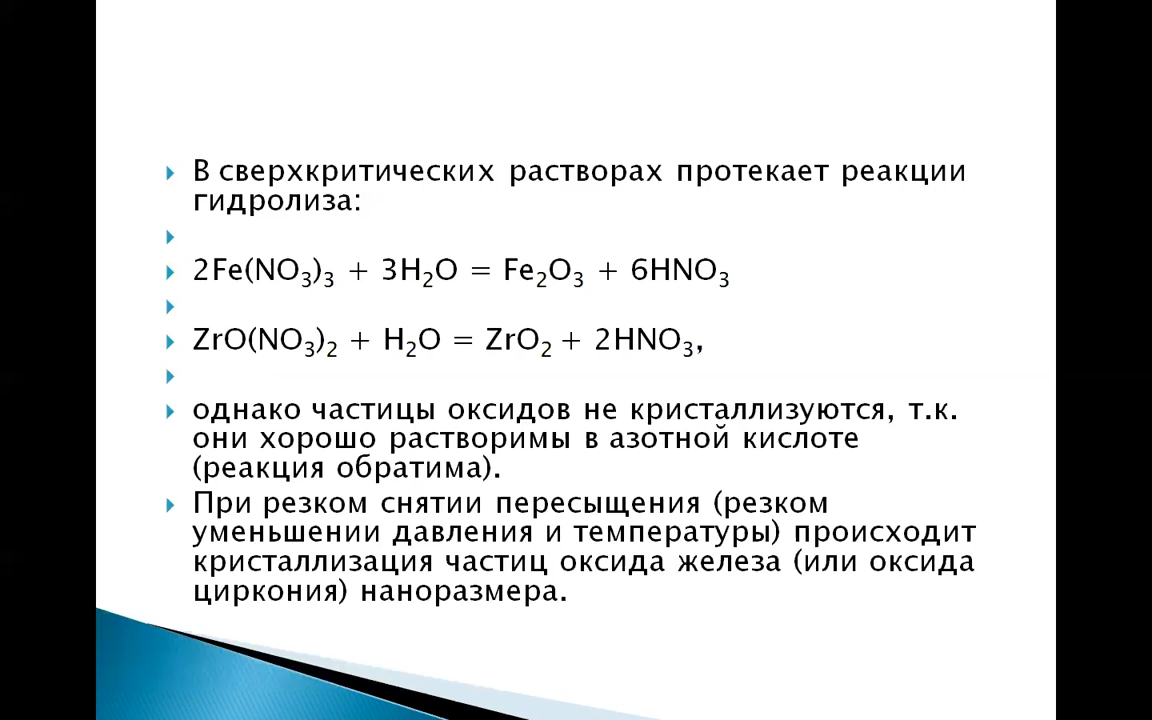 В сверхкритических растворах протекает реакции
гидролиза:
2Fe(NO₃)₃ + 3H₂O = Fe₂O₃ + 6HNO₃
ZrO(NO₃)₂ + H₂O = ZrO₂ + 2HNO₃,
однако частицы оксидов не кристаллизуются, т.к.
они хорошо растворимы в азотной кислоте
(реакция обратима).
При резком снятии пересыщения (резком
уменьшении давления и температуры) происходит
кристаллизация частиц оксида железа (или оксида
циркония) наноразмера.